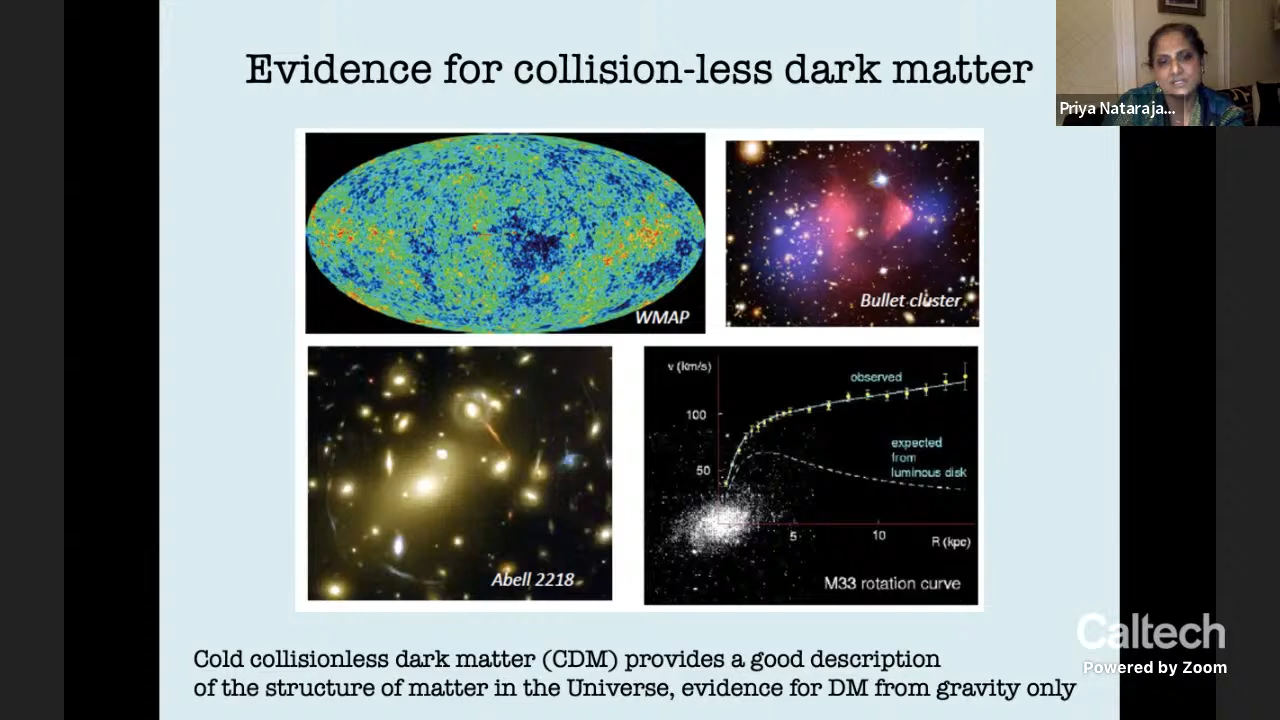 Evidence for collision-less dark matter
Priya Nataraja...
WMAP
Bullet cluster
Abell 2218
v (km/s)
observed
100
expected
from
luminous disk
50
5
10
R (kpc)
M33 rotation curve
Caltech
Powered by Zoom
Cold collisionless dark matter (CDM) provides a good description
of the structure of matter in the Universe, evidence for DM from gravity only